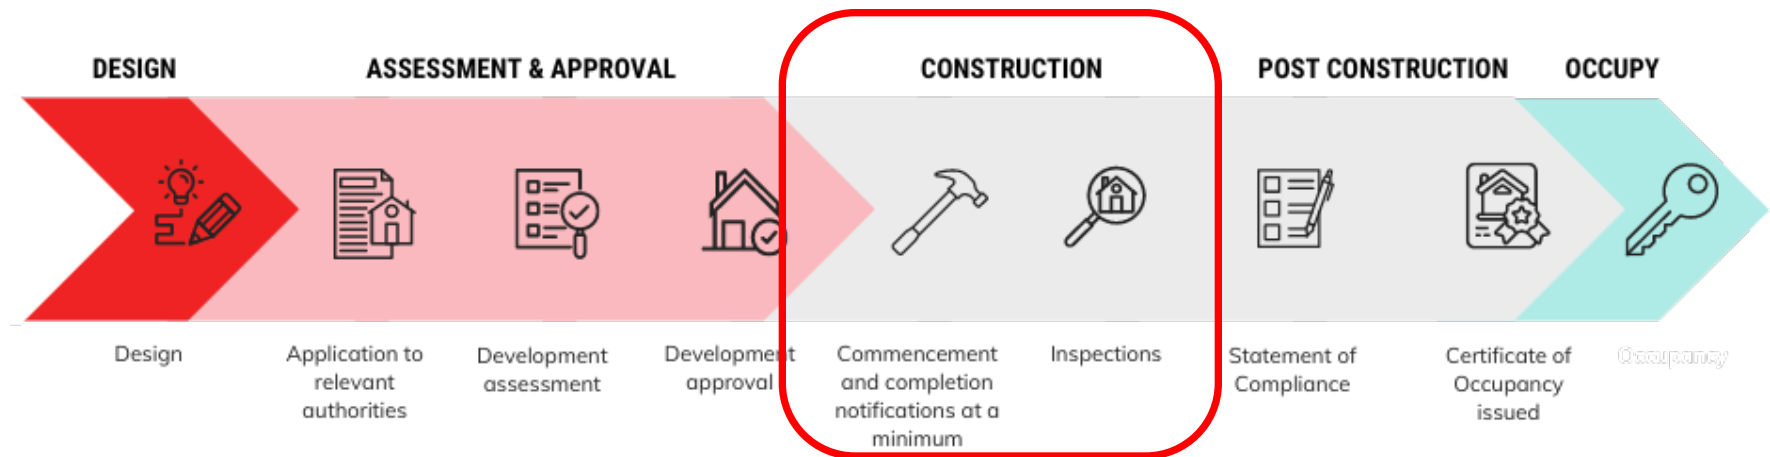 DESIGN
ASSESSMENT & APPROVAL
CONSTRUCTION
POST CONSTRUCTION
OCCUPY
Design
Application to
relevant
authorities
Development
assessment
Development
approval
Commencement
and completion
notifications at a
minimum
Inspections
Statement of
Compliance
Certificate of
Occupancy
issued
Occupancy